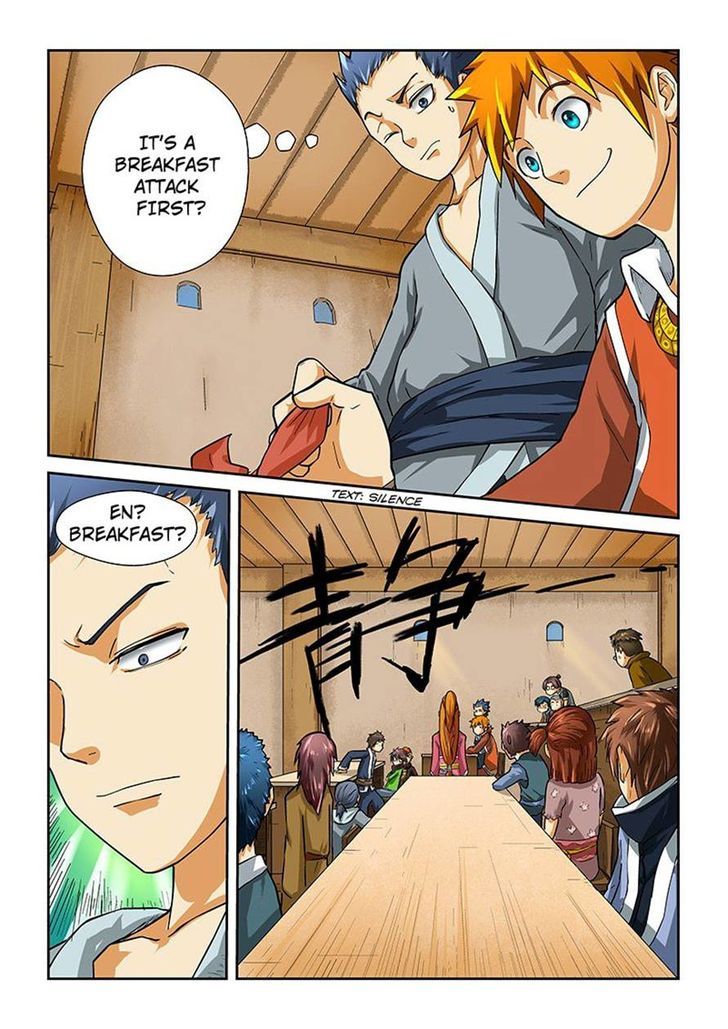 IT'S A
BREAKFAST
ATTACK
FIRST?
EN?
BREAKFAST?
TEXT: SILENCE
静